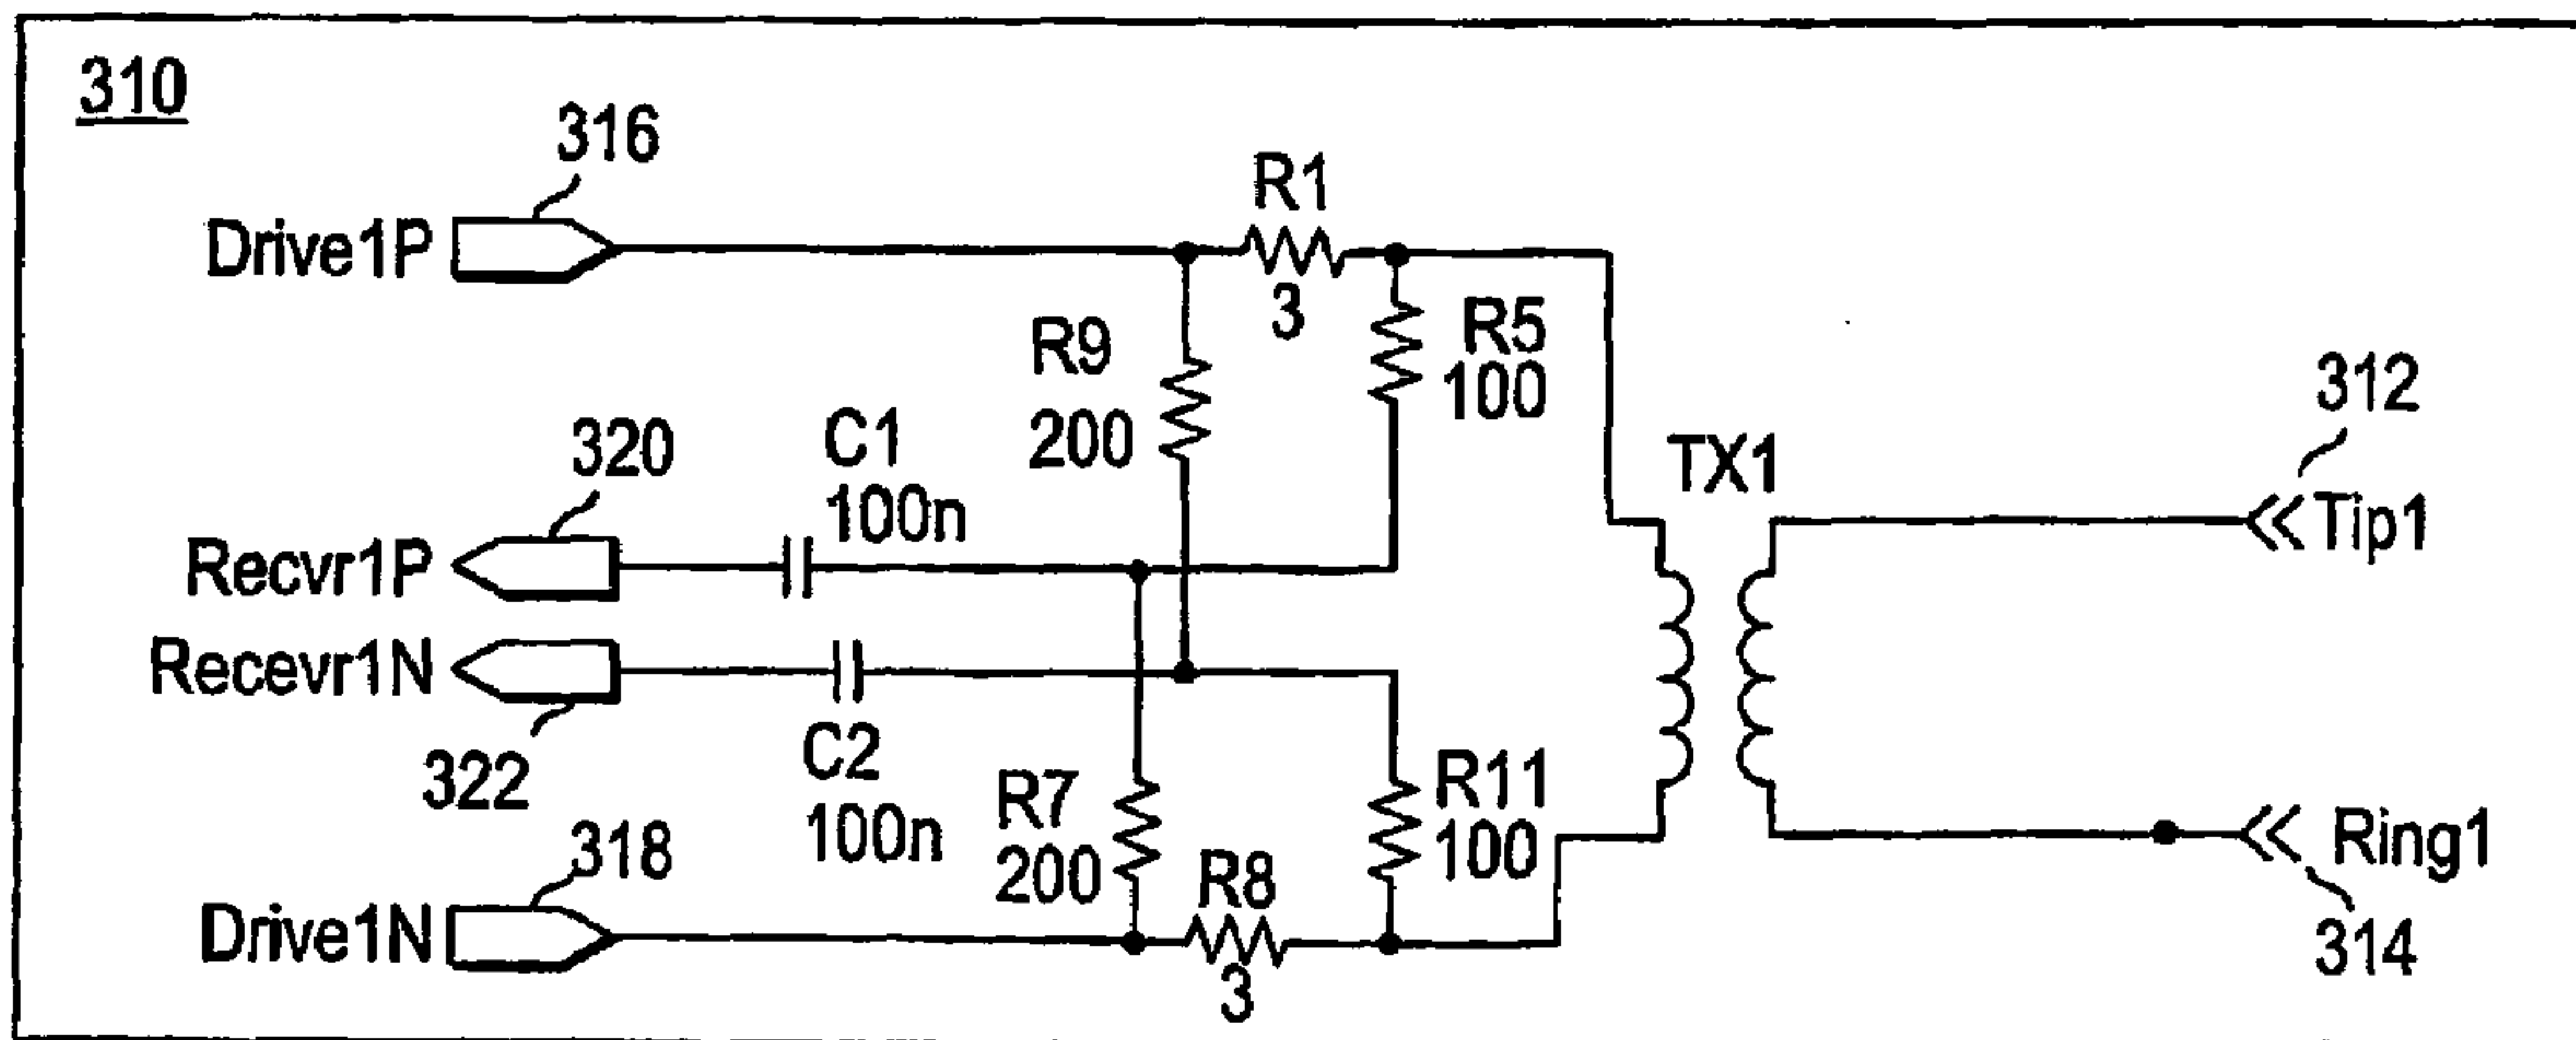 310
316
Drive1P
R1
3
R5
100
R9
200
312
TX1
Tip1
320
C1
100n
Recvr1P
Recevr1N
322
C2
100n
R7
200
R11
100
318
R8
3
Drive1N
Ring1
314